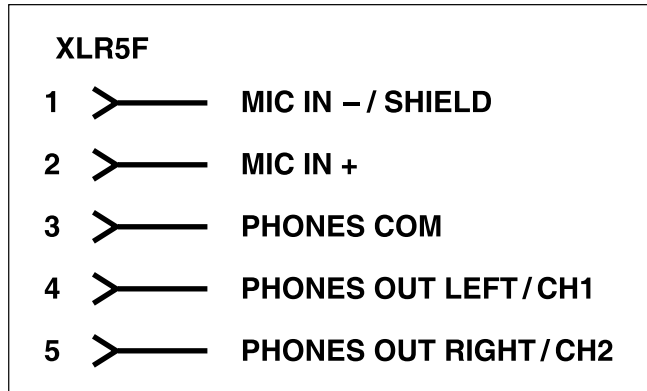 XLR5F
1 MIC IN – / SHIELD
2 MIC IN +
3 PHONES COM
4 PHONES OUT LEFT / CH1
5 PHONES OUT RIGHT / CH2